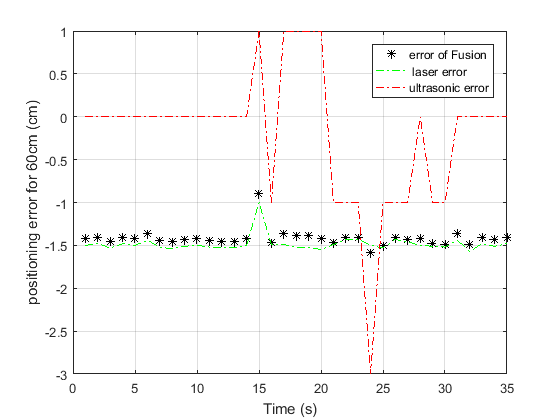 1
0.5
0
-0.5
-1
-1.5
-2
-2.5
-3
positioning error for 60cm (cm)
error of Fusion
laser error
ultrasonic error
0 5 10 15 20 25 30 35
Time (s)